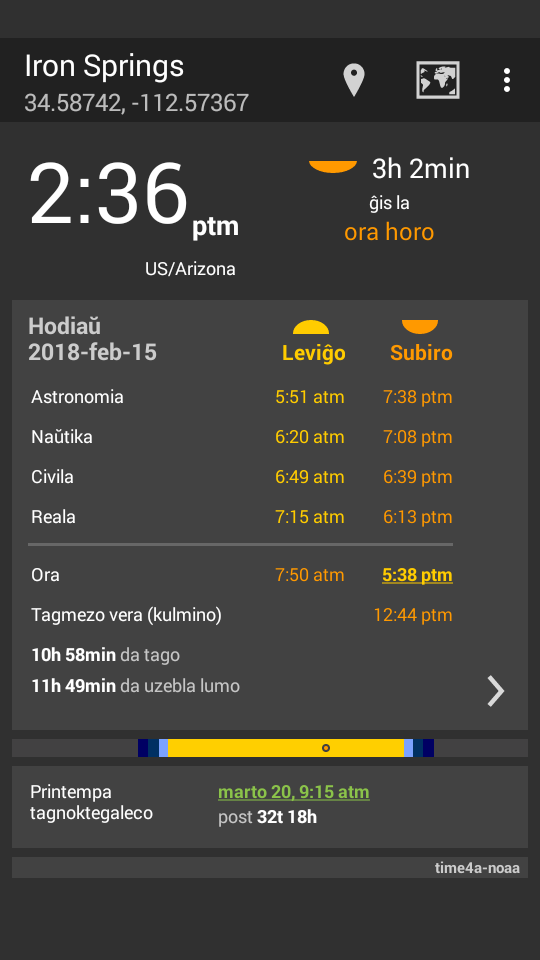 Iron Springs
34.58742, -112.57367
2:36 ptm
US/Arizona
3h 2min
ĝis la
ora horo
Hodiaŭ
2018-feb-15
Leviĝo Subiro
Astronomia 5:51 atm 7:38 ptm
Naŭtika 6:20 atm 7:08 ptm
Civila 6:49 atm 6:39 ptm
Reala 7:15 atm 6:13 ptm
Ora 7:50 atm 5:38 ptm
Tagmezo vera (kulmino) 12:44 ptm
10h 58min da tago
11h 49min da uzebla lumo
Printempa
tagnoktegaleco
marto 20, 9:15 atm
post 32t 18h
time4a-noaa